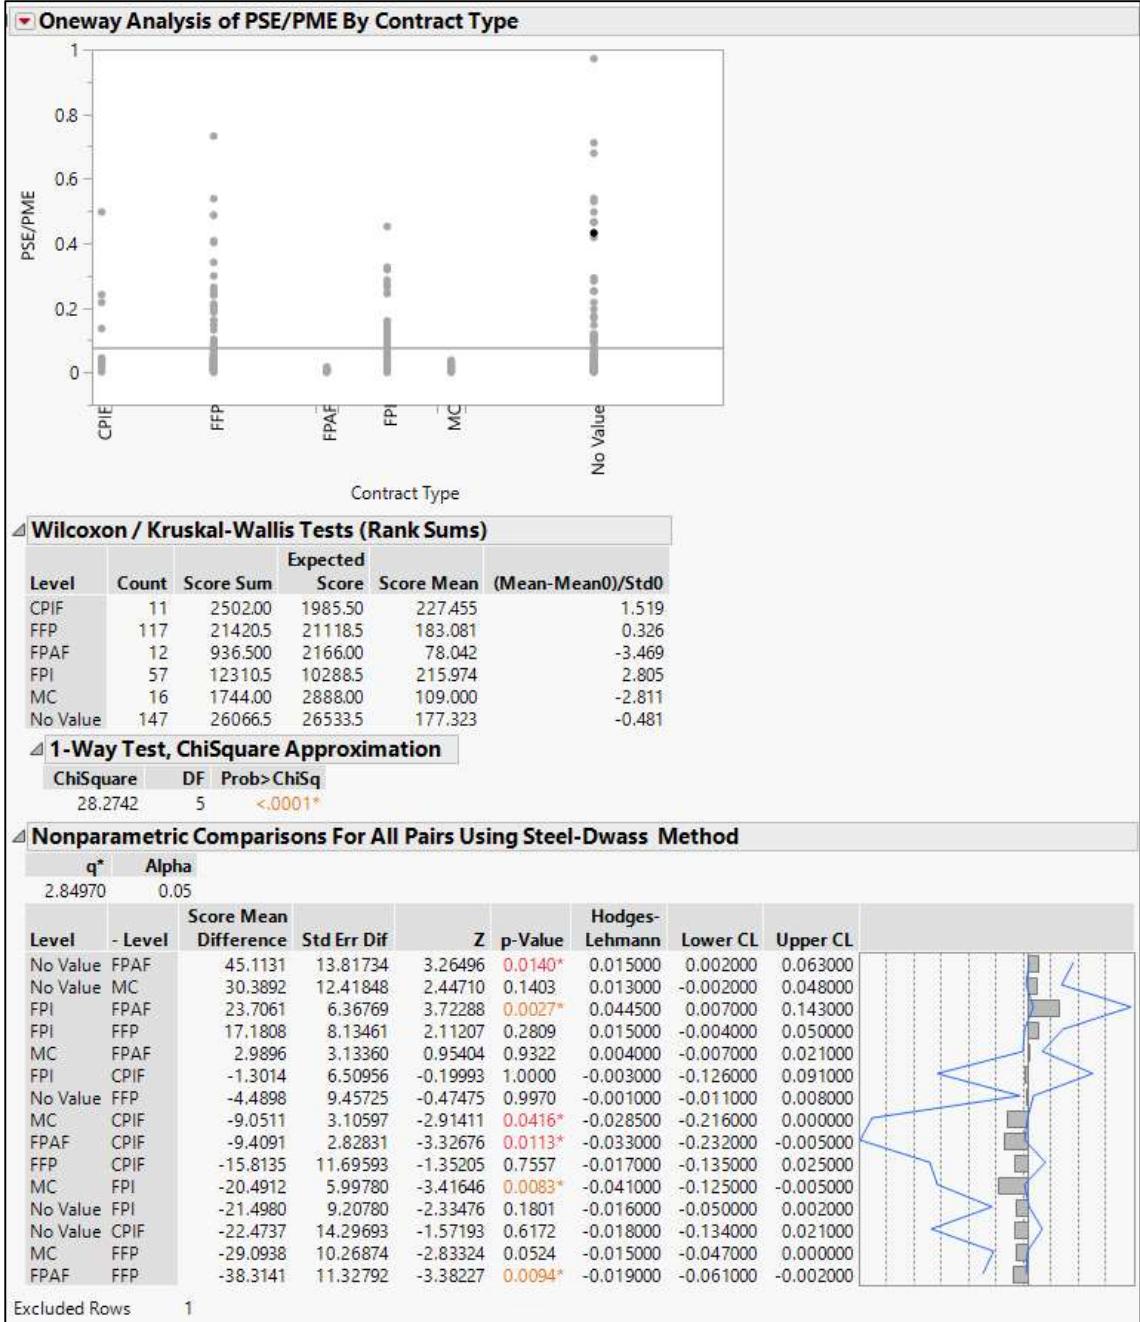 Oneway Analysis of PSE/PME By Contract Type
1
0.8
0.6
0.4
0.2
0
PSE/PME
CPIF
FFP
FPAF
FPI
MC
No Value
Contract Type
Wilcoxon / Kruskal-Wallis Tests (Rank Sums)
Expected
Level Count Score Sum Score Score Mean (Mean-Mean0)/Std0
CPIF 11 2502.00 1985.50 227.455 1.519
FFP 117 21420.5 21118.5 183.081 0.326
FPAF 12 936.500 2166.00 78.042 -3.469
FPI 57 12310.5 10288.5 215.974 2.805
MC 16 1744.00 2888.00 109.000 -2.811
No Value 147 26066.5 26533.5 177.323 -0.481
1-Way Test, ChiSquare Approximation
ChiSquare DF Prob>ChiSq
28.2742 5 <.0001*
Nonparametric Comparisons For All Pairs Using Steel-Dwass Method
q* Alpha
2.84970 0.05
Score Mean Hodges-
Level - Level Difference Std Err Dif Z p-Value Lehmann Lower CL Upper CL
No Value FPAF 45.1131 13.81734 3.26496 0.0140* 0.015000 0.002000 0.063000
No Value MC 30.3892 12.41848 2.44710 0.1403 0.013000 -0.002000 0.048000
FPI FPAF 23.7061 6.36769 3.72288 0.0027* 0.044500 0.007000 0.143000
FPI FFP 17.1808 8.13461 2.11207 0.2809 0.015000 -0.004000 0.050000
MC FPAF 2.9896 3.13360 0.95404 0.9322 0.004000 -0.007000 0.021000
FPI CPIF -1.3014 6.50956 -0.19993 1.0000 -0.003000 -0.126000 0.091000
No Value FFP -4.4898 9.45725 -0.47475 0.9970 -0.001000 -0.011000 0.008000
MC CPIF -9.0511 3.10597 -2.91411 0.0416* -0.028500 -0.216000 0.000000
FPAF CPIF -9.4091 2.82831 -3.32676 0.0113* -0.033000 -0.232000 -0.005000
FFP CPIF -15.8135 11.69593 -1.35205 0.7557 -0.017000 -0.135000 0.025000
MC FPI -20.4912 5.99780 -3.41646 0.0083* -0.041000 -0.125000 -0.005000
No Value FPI -21.4980 9.20780 -2.33476 0.1801 -0.016000 -0.050000 0.002000
No Value CPIF -22.4737 14.29693 -1.57193 0.6172 -0.018000 -0.134000 0.021000
MC FFP -29.0938 10.26874 -2.83324 0.0524 -0.015000 -0.047000 0.000000
FPAF FFP -38.3141 11.32792 -3.38227 0.0094* -0.019000 -0.061000 -0.002000
Excluded Rows 1